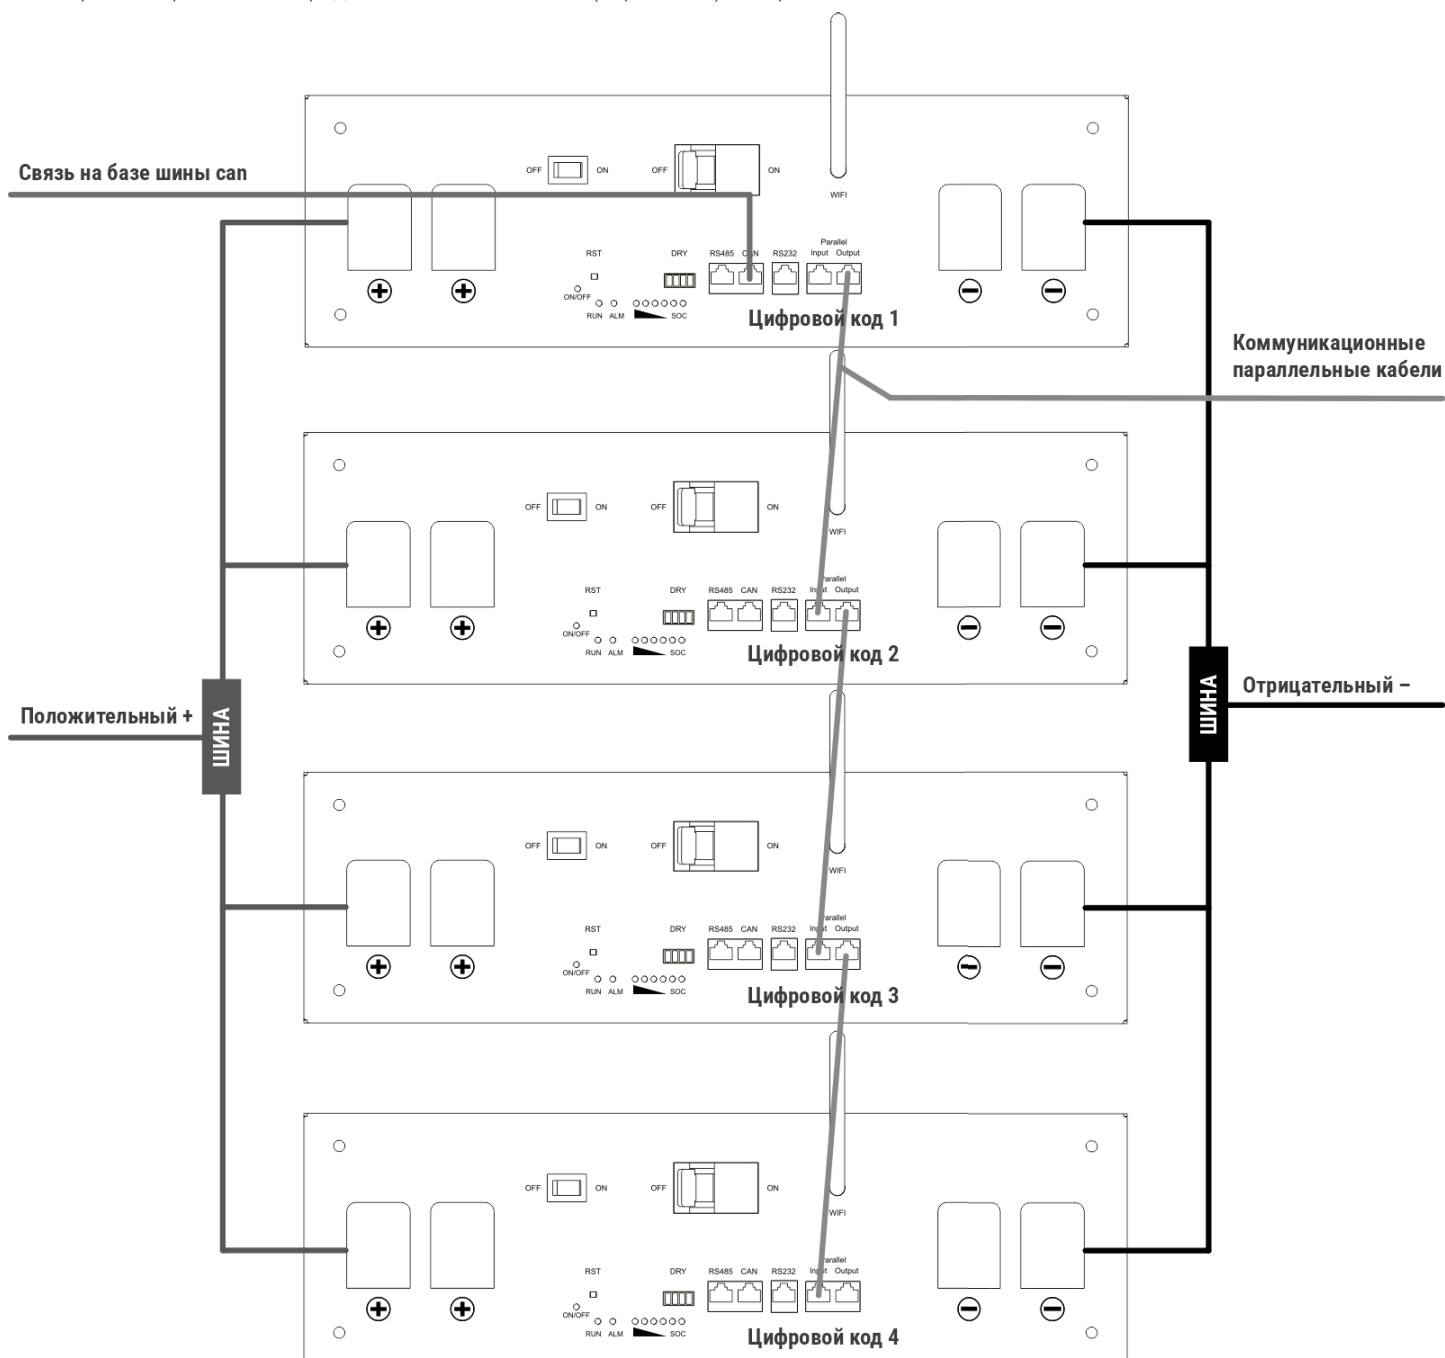 WIFI
OFF ON OFF ON
Связь на базе шины can
RST DRY RS485 CAN RS232 Parallel
Input Output
ON/OFF
RUN ALM SOC
Цифровой код 1
Коммуникационные
параллельные кабели
OFF ON OFF ON
WIFI
RST DRY RS485 CAN RS232 Parallel
Input Output
ON/OFF
RUN ALM SOC
Цифровой код 2
Положительный +
ШИНА
ШИНА
Отрицательный –
OFF ON OFF ON
WIFI
RST DRY RS485 CAN RS232 Parallel
Input Output
ON/OFF
RUN ALM SOC
Цифровой код 3
OFF ON OFF ON
WIFI
RST DRY RS485 CAN RS232 Parallel
Input Output
ON/OFF
RUN ALM SOC
Цифровой код 4